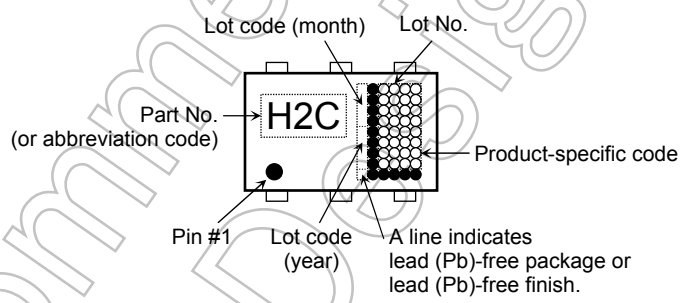 Lot code (month)
Lot No.
Part No.
(or abbreviation code)
H2C
Product-specific code
Pin #1
Lot code
(year)
A line indicates
lead (Pb)-free package or
lead (Pb)-free finish.